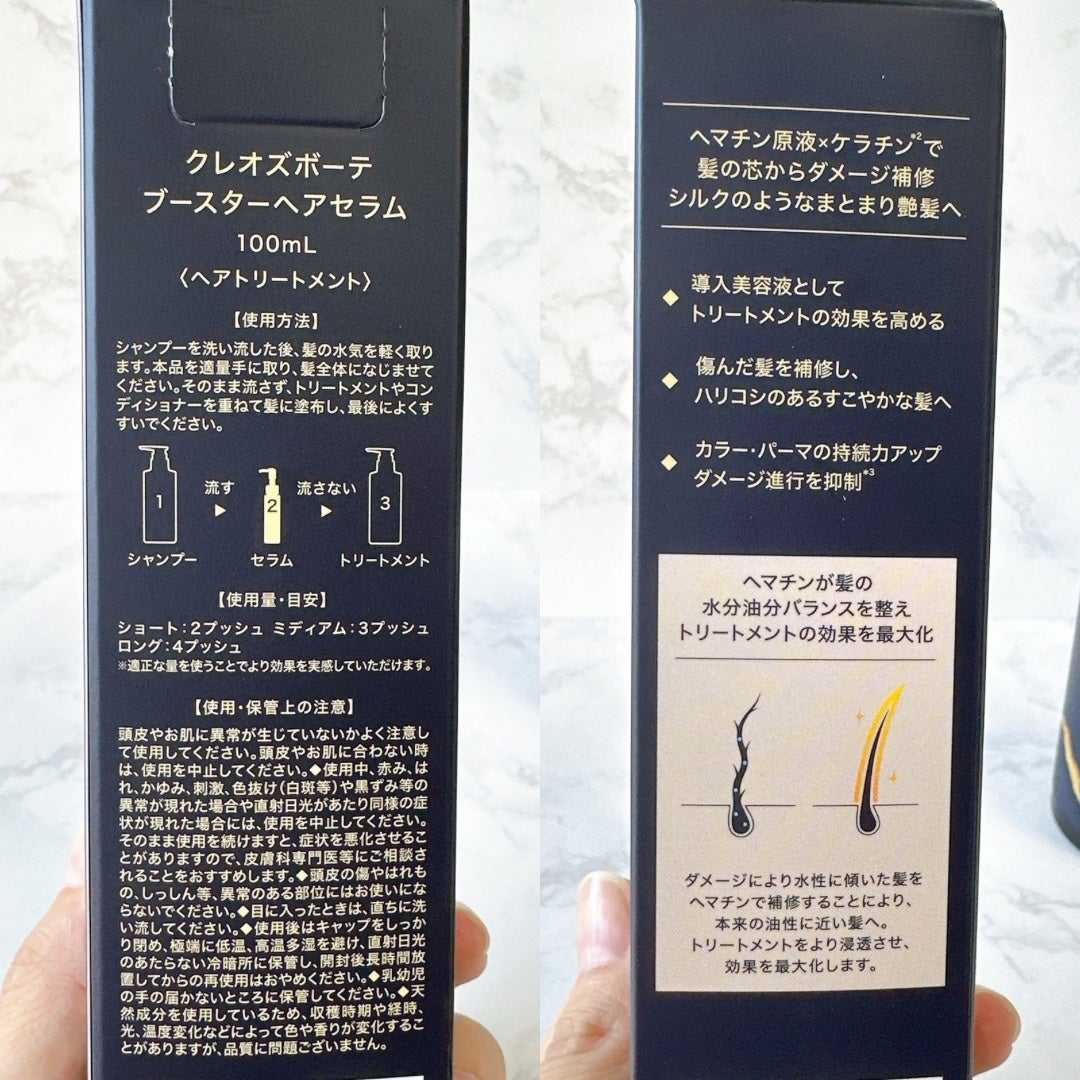 クレオズボーテ
ブースターヘアセラム
100mL
〈ヘアトリートメント〉
【使用方法】
シャンプーを洗い流した後、髪の水気を軽く取り
ます。本品を適量手に取り、髪全体になじませて
ください。そのまま流さず、トリートメントやコン
ディショナーを重ねて髪に塗布し、最後によくす
すいでください。
1 流す 2 流さない 3
シャンプー セラム トリートメント
【使用量・目安】
ショート:2プッシュ ミディアム:3プッシュ
ロング:4プッシュ
※適正な量を使うことでより効果を実感していただけます。
【使用・保管上の注意】
頭皮やお肌に異常が生じていないかよく注意し
て使用してください。頭皮やお肌に合わない時
は、使用を中止してください。◆使用中、赤み、は
れ、かゆみ、刺激、色抜け(白斑等)や黒ずみ等の
異常が現れた場合や直射日光があたり同様の症
状が現れた場合には、使用を中止してください。
そのまま使用を続けますと、症状を悪化させるこ
とがありますので、皮膚科専門医等にご相談さ
れることをおすすめします。◆頭皮の傷やはれも
の、しっしん等、異常のある部位にはお使いにな
らないでください。◆目に入ったときは、直ちに洗
い流してください。◆使用後はキャップをしっか
り閉め、極端に低温、高温多湿を避け、直射日光
のあたらない冷暗所に保管し、開封後長時間放
置してからの再使用はおやめください。◆乳幼児
の手の届かないところに保管してください。◆天
然成分を使用しているため、収穫時期や経時、
光、温度変化などによって色や香りが変化するこ
とがありますが、品質に問題ございません。
ヘマチン原液×ケラチン*2で
髪の芯からダメージ補修
シルクのようなまとまり艶髪へ
◆ 導入美容液として
トリートメントの効果を高める
◆ 傷んだ髪を補修し、
ハリコシのあるすこやかな髪へ
◆ カラー・パーマの持続力アップ
ダメージ進行を抑制*3
ヘマチンが髪の
水分油分バランスを整え
トリートメントの効果を最大化
ダメージにより水性に傾いた髪を
ヘマチンで補修することにより、
本来の油性に近い髪へ。
トリートメントをより浸透させ、
効果を最大化します。